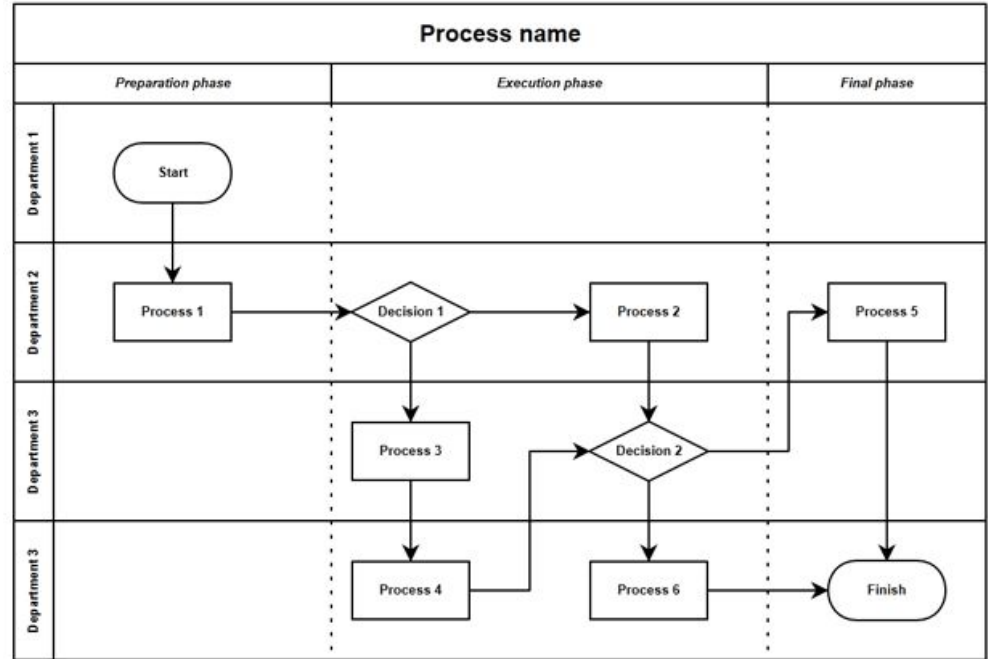 Process name
Preparation phase
Execution phase
Final phase
Department 1
Start
Department 2
Process 1
Decision 1
Process 2
Process 5
Department 3
Process 3
Decision 2
Department 3
Process 4
Process 6
Finish